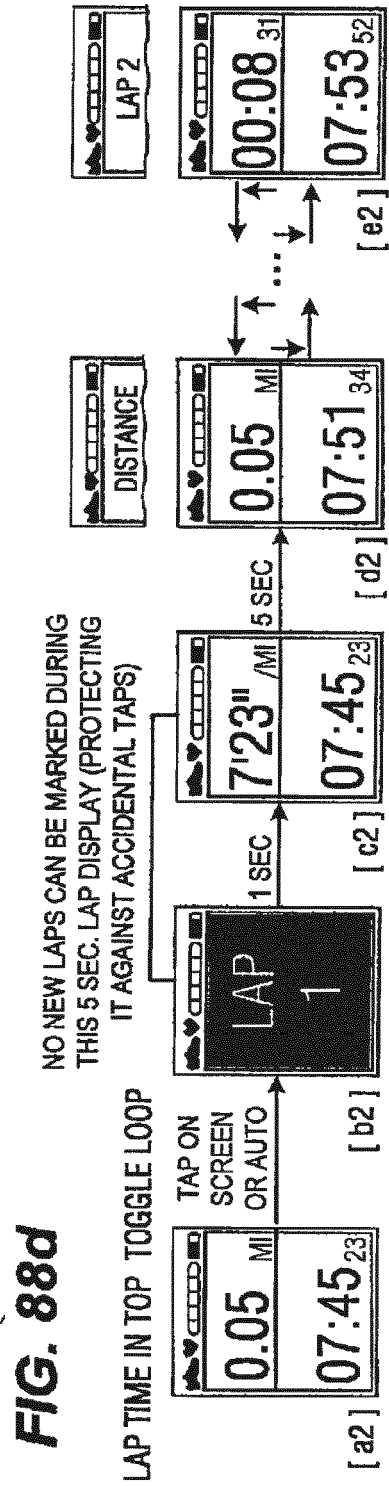 FIG. 88d
LAP TIME IN TOP TOGGLE LOOP
NO NEW LAPS CAN BE MARKED DURING
THIS 5 SEC. LAP DISPLAY (PROTECTING
IT AGAINST ACCIDENTAL TAPS)
0.05 MI
07:45 23
[a2]
TAP ON
SCREEN
OR AUTO
LAP
1
[b2]
1 SEC
7'23" /MI
07:45 23
[c2]
5 SEC
DISTANCE
0.05 MI
07:51 34
[d2]
...
LAP 2
00:08 31
07:53 52
[e2]